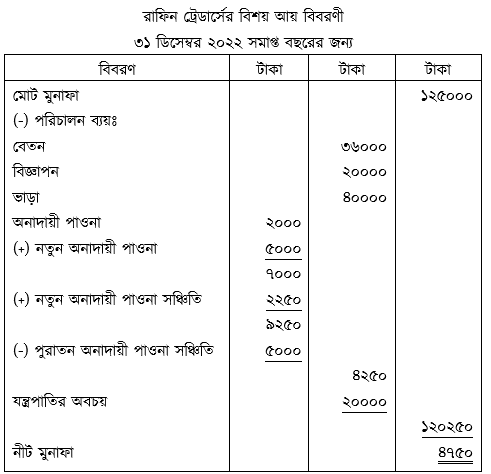 রাফিন ট্রেডার্সের বিশয় আয় বিবরণী
৩১ ডিসেম্বর ২০২২ সমাপ্ত বছরের জন্য
বিবরণ টাকা টাকা টাকা
মোট মুনাফা ১২৫০০০
(-) পরিচালন ব্যয়ঃ
বেতন ৩৬০০০
বিজ্ঞাপন ২০০০০
ভাড়া ৪০০০০
অনাদায়ী পাওনা ২০০০
(+) নতুন অনাদায়ী পাওনা ৫০০০
৭০০০
(+) নতুন অনাদায়ী পাওনা সঞ্চিতি ২২৫০
৯২৫০
(-) পুরাতন অনাদায়ী পাওনা সঞ্চিতি ৫০০০
৪২৫০
যন্ত্রপাতির অবচয় ২০০০০
১২০২৫০
নীট মুনাফা ৪৭৫০